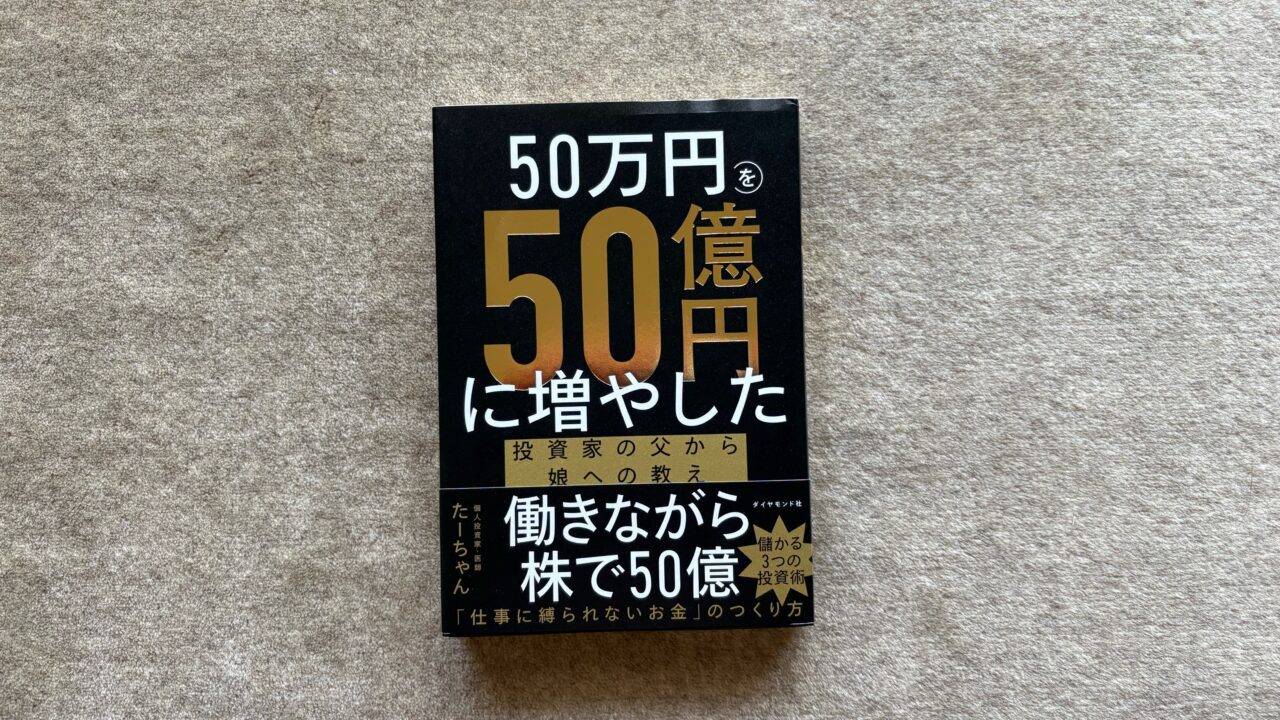 50万円を
50億円
に増やした
投資家の父から
娘への教え
働きながら
株で50億
ダイヤモンド社
個人投資家・医師
たーちゃん
儲かる
3つの
投資術
「仕事に縛られないお金」のつくり方